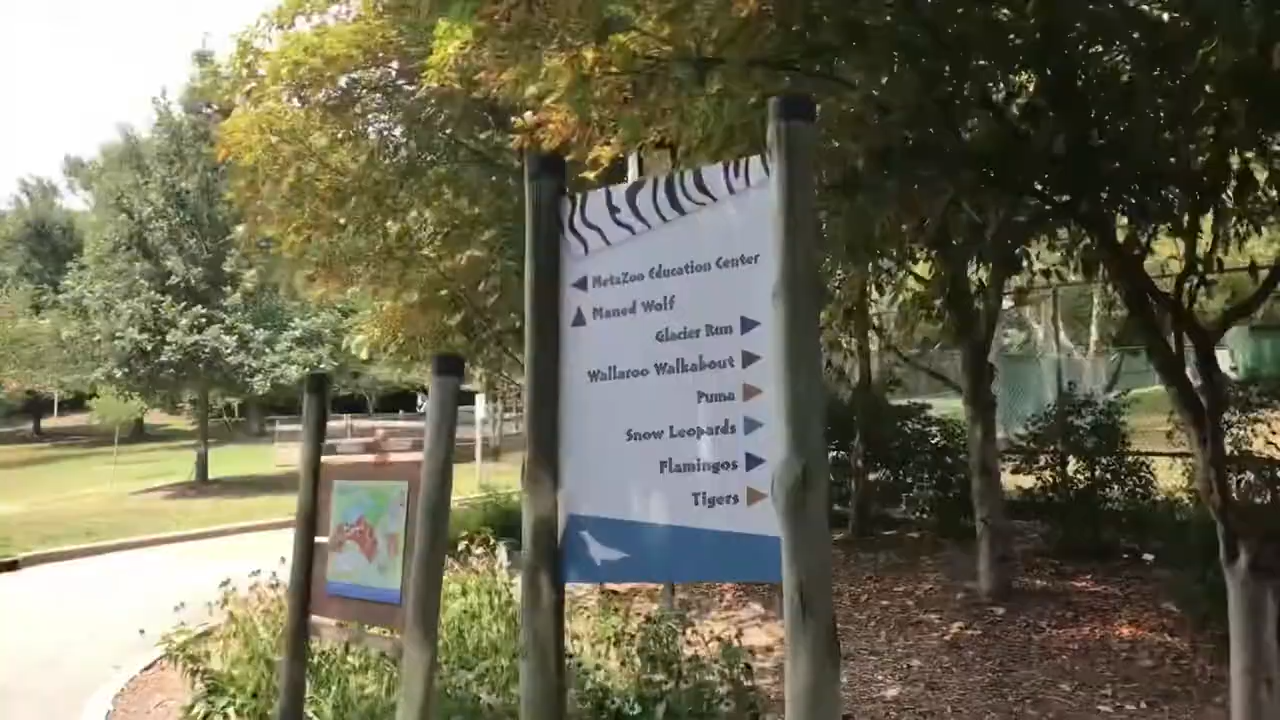 MetaZoo Education Center
Maned Wolf
Glacier Run
Wallaroo Walkabout
Puma
Snow Leopards
Flamingos
Tigers